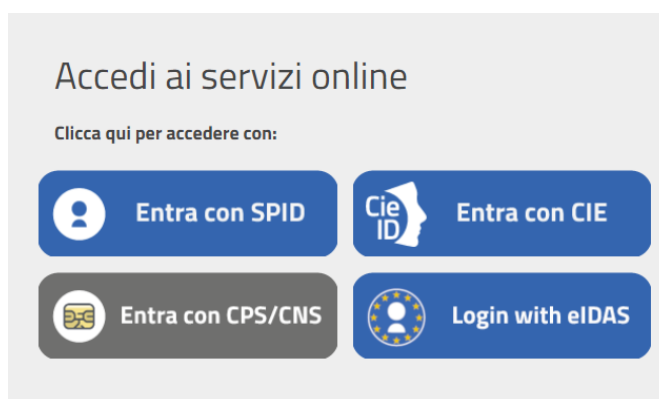 Accedi ai servizi online
Clicca qui per accedere con:
Entra con SPID
Cie ID Entra con CIE
Entra con CPS/CNS
Login with eIDAS